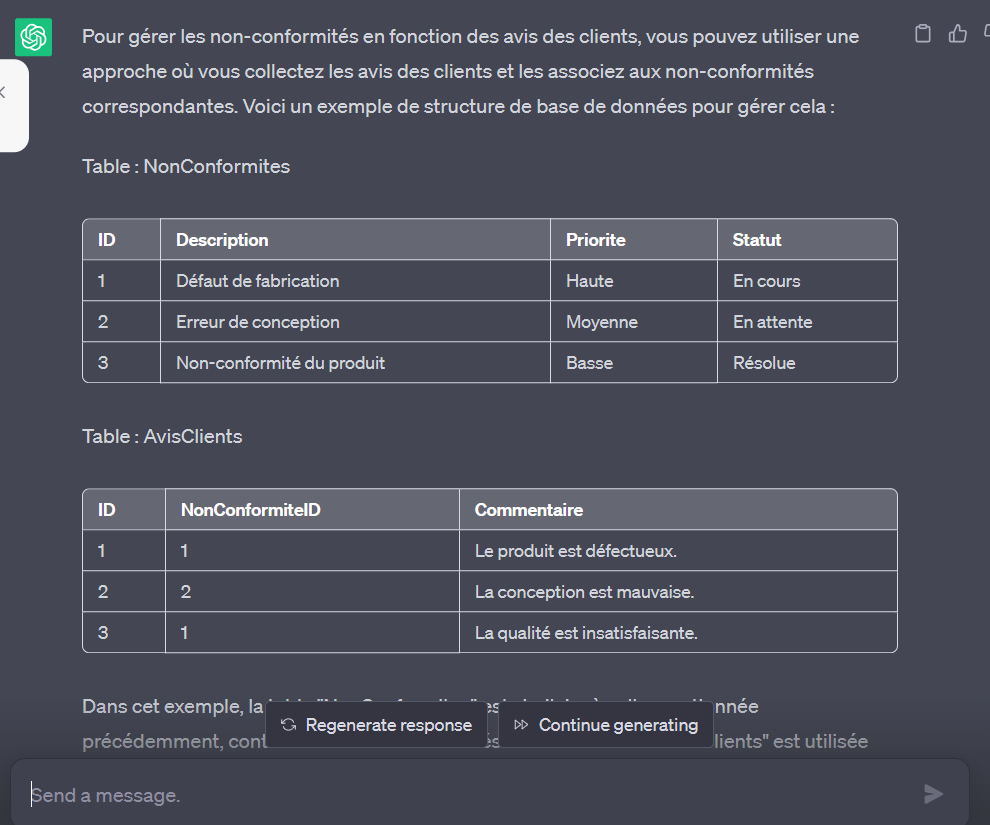 Pour gérer les non-conformités en fonction des avis des clients, vous pouvez utiliser une
approche où vous collectez les avis des clients et les associez aux non-conformités
correspondantes. Voici un exemple de structure de base de données pour gérer cela :
Table : NonConformites
ID Description Priorite Statut
1 Défaut de fabrication Haute En cours
2 Erreur de conception Moyenne En attente
3 Non-conformité du produit Basse Résolue
Table : AvisClients
ID NonConformiteID Commentaire
1 1 Le produit est défectueux.
2 2 La conception est mauvaise.
3 1 La qualité est insatisfaisante.
Dans cet exemple, la
précédemment, lients" est utilisée
Regenerate response Continue generating
Send a message.